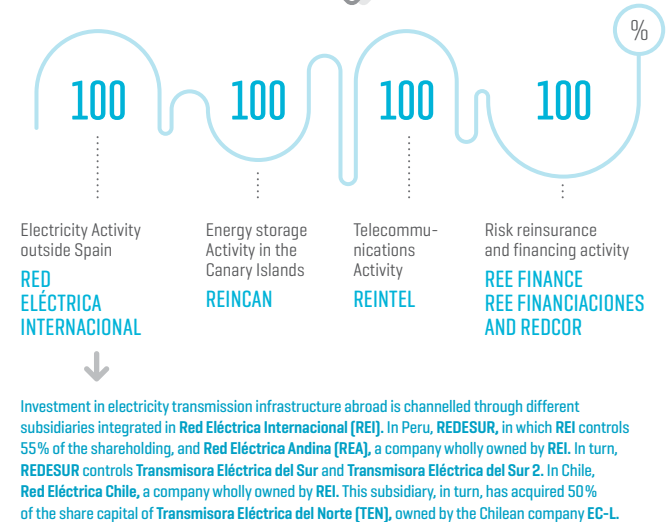 %
100 100 100 100
Electricity Activity
outside Spain
RED
ELÉCTRICA
INTERNACIONAL
Energy storage
Activity in the
Canary Islands
REINCAN
Telecommu-
nications
Activity
REINTEL
Risk reinsurance
and financing activity
REE FINANCE
REE FINANCIACIONES
AND REDCOR
Investment in electricity transmission infrastructure abroad is channelled through different
subsidiaries integrated in Red Eléctrica Internacional (REI). In Peru, REDESUR, in which REI controls
55% of the shareholding, and Red Eléctrica Andina (REA), a company wholly owned by REI. In turn,
REDESUR controls Transmisora Eléctrica del Sur and Transmisora Eléctrica del Sur 2. In Chile,
Red Eléctrica Chile, a company wholly owned by REI. This subsidiary, in turn, has acquired 50%
of the share capital of Transmisora Eléctrica del Norte (TEN), owned by the Chilean company EC-L.